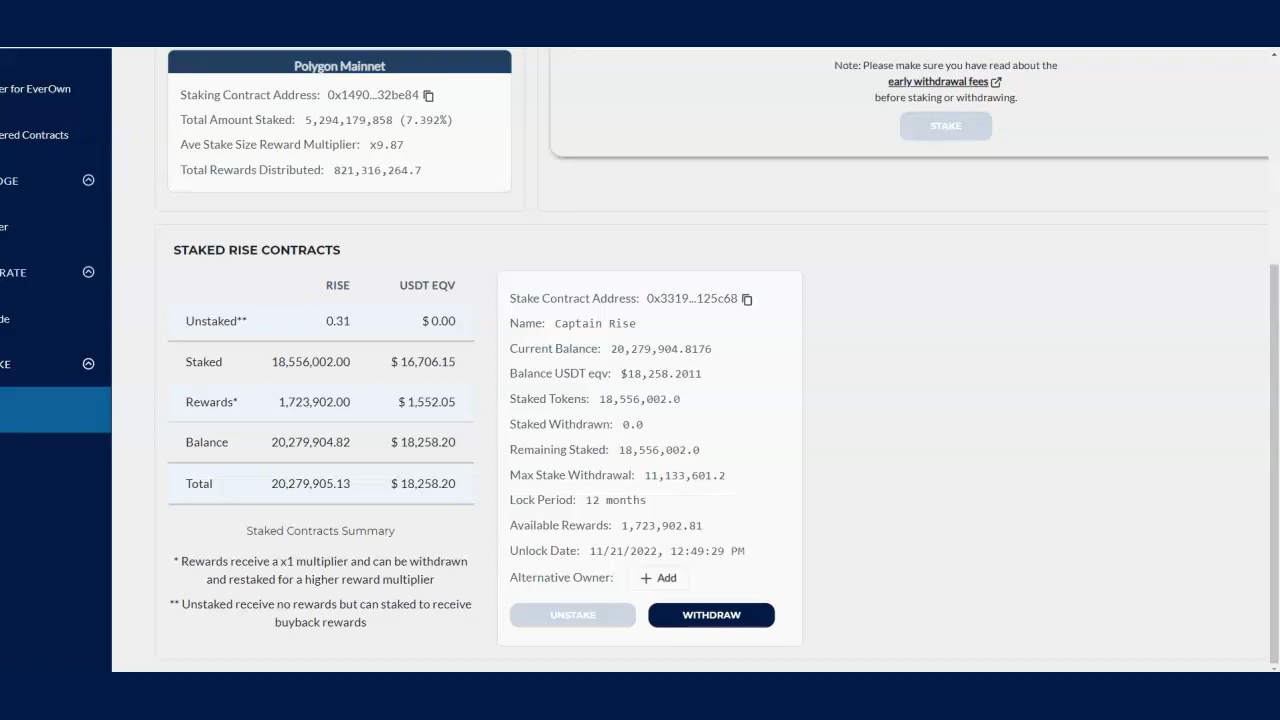 er for EverOwn
ered Contracts
DGE
er
RATE
de
KE
Polygon Mainnet
Staking Contract Address: 0x1490...32be84
Total Amount Staked: 5,294,179,858 (7.392%)
Ave Stake Size Reward Multiplier: x9.87
Total Rewards Distributed: 821,316,264.7
Note: Please make sure you have read about the
early withdrawal fees
before staking or withdrawing.
STAKE
STAKED RISE CONTRACTS
RISE USDT EQV
Unstaked** 0.31 $ 0.00
Staked 18,556,002.00 $ 16,706.15
Rewards* 1,723,902.00 $ 1,552.05
Balance 20,279,904.82 $ 18,258.20
Total 20,279,905.13 $ 18,258.20
Staked Contracts Summary
* Rewards receive a x1 multiplier and can be withdrawn
and restaked for a higher reward multiplier
** Unstaked receive no rewards but can staked to receive
buyback rewards
Stake Contract Address: 0x3319...125c68
Name: Captain Rise
Current Balance: 20,279,904.8176
Balance USDT eqv: $18,258.2011
Staked Tokens: 18,556,002.0
Staked Withdrawn: 0.0
Remaining Staked: 18,556,002.0
Max Stake Withdrawal: 11,133,601.2
Lock Period: 12 months
Available Rewards: 1,723,902.81
Unlock Date: 11/21/2022, 12:49:29 PM
Alternative Owner: + Add
UNSTAKE WITHDRAW